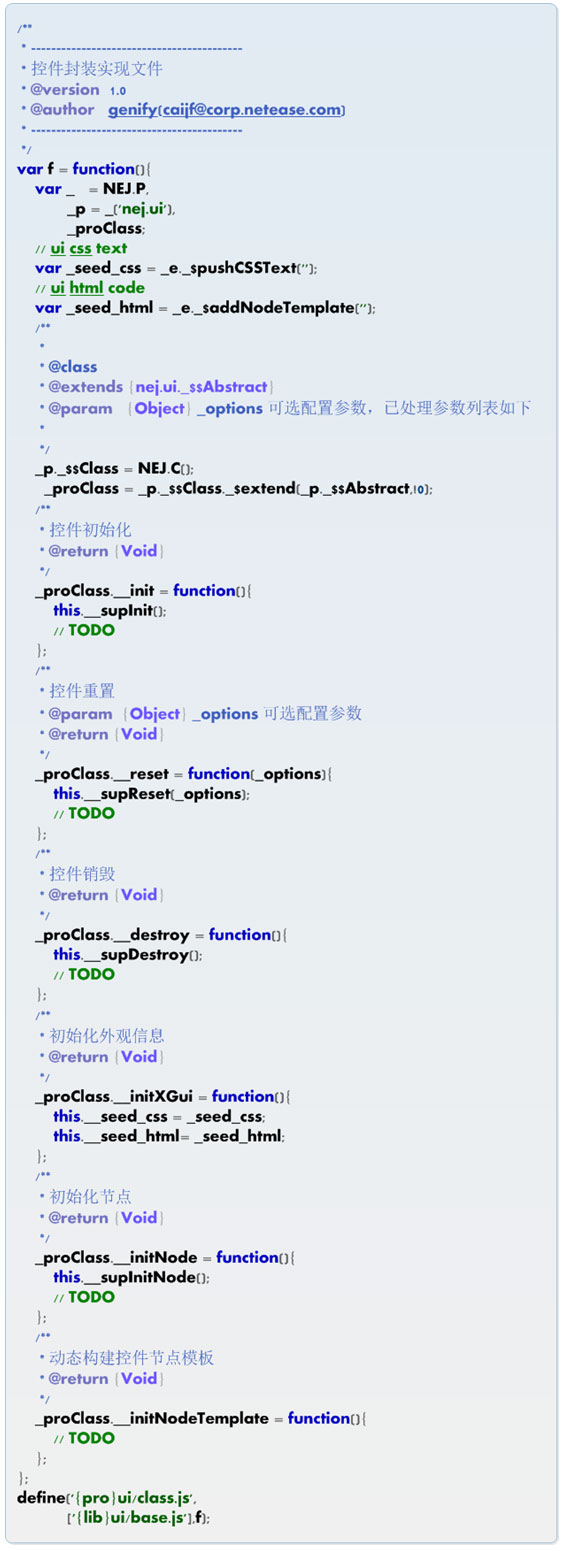 /**
 * ------------------------------------------
 * 控件封装实现文件
 * @version  1.0
 * @author   genify(caijf@corp.netease.com)
 * ------------------------------------------
 */
var f = function(){
    var _   = NEJ.P,
        _p = _('nej.ui'),
        _proClass;
    // ui css text
    var _seed_css = _e._$pushCSSText('');
    // ui html code
    var _seed_html = _e._$addNodeTemplate('');
    /**
     *
     * @class
     * @extends {nej.ui._$$Abstract}
     * @param   {Object} _options 可选配置参数，已处理参数列表如下
     *
     */
    _p._$$Class = NEJ.C();
      _proClass = _p._$$Class._$extend(_p._$$Abstract,!0);
    /**
     * 控件初始化
     * @return {Void}
     */
    _proClass.__init = function(){
        this.__supInit();
        // TODO
    };
    /**
     * 控件重置
     * @param  {Object} _options 可选配置参数
     * @return {Void}
     */
    _proClass.__reset = function(_options){
        this.__supReset(_options);
        // TODO
    };
    /**
     * 控件销毁
     * @return {Void}
     */
    _proClass.__destroy = function(){
        this.__supDestroy();
        // TODO
    };
    /**
     * 初始化外观信息
     * @return {Void}
     */
    _proClass.__initXGui = function(){
        this.__seed_css = _seed_css;
        this.__seed_html= _seed_html;
    };
    /**
     * 初始化节点
     * @return {Void}
     */
    _proClass.__initNode = function(){
        this.__supInitNode();
        // TODO
    };
    /**
     * 动态构建控件节点模板
     * @return {Void}
     */
    _proClass.__initNodeTemplate = function(){
        // TODO
    };
};
define('{pro}ui/class.js',
        ['{lib}ui/base.js'],f);